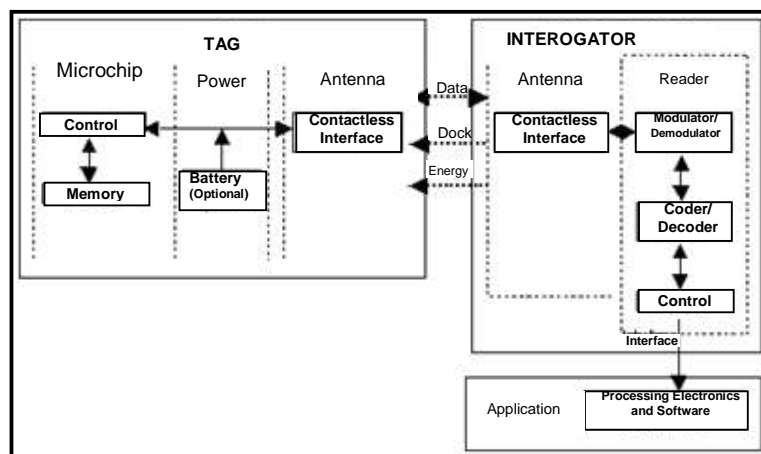 TAG
Microchip
Power
Antenna
Control
Memory
Battery
(Optional)
Contactless
Interface
Data
Dock
Energy
INTEROGATOR
Antenna
Reader
Contactless
Interface
Modulator/
Demodulator
Coder/
Decoder
Control
Interface
Application
Processing Electronics
and Software